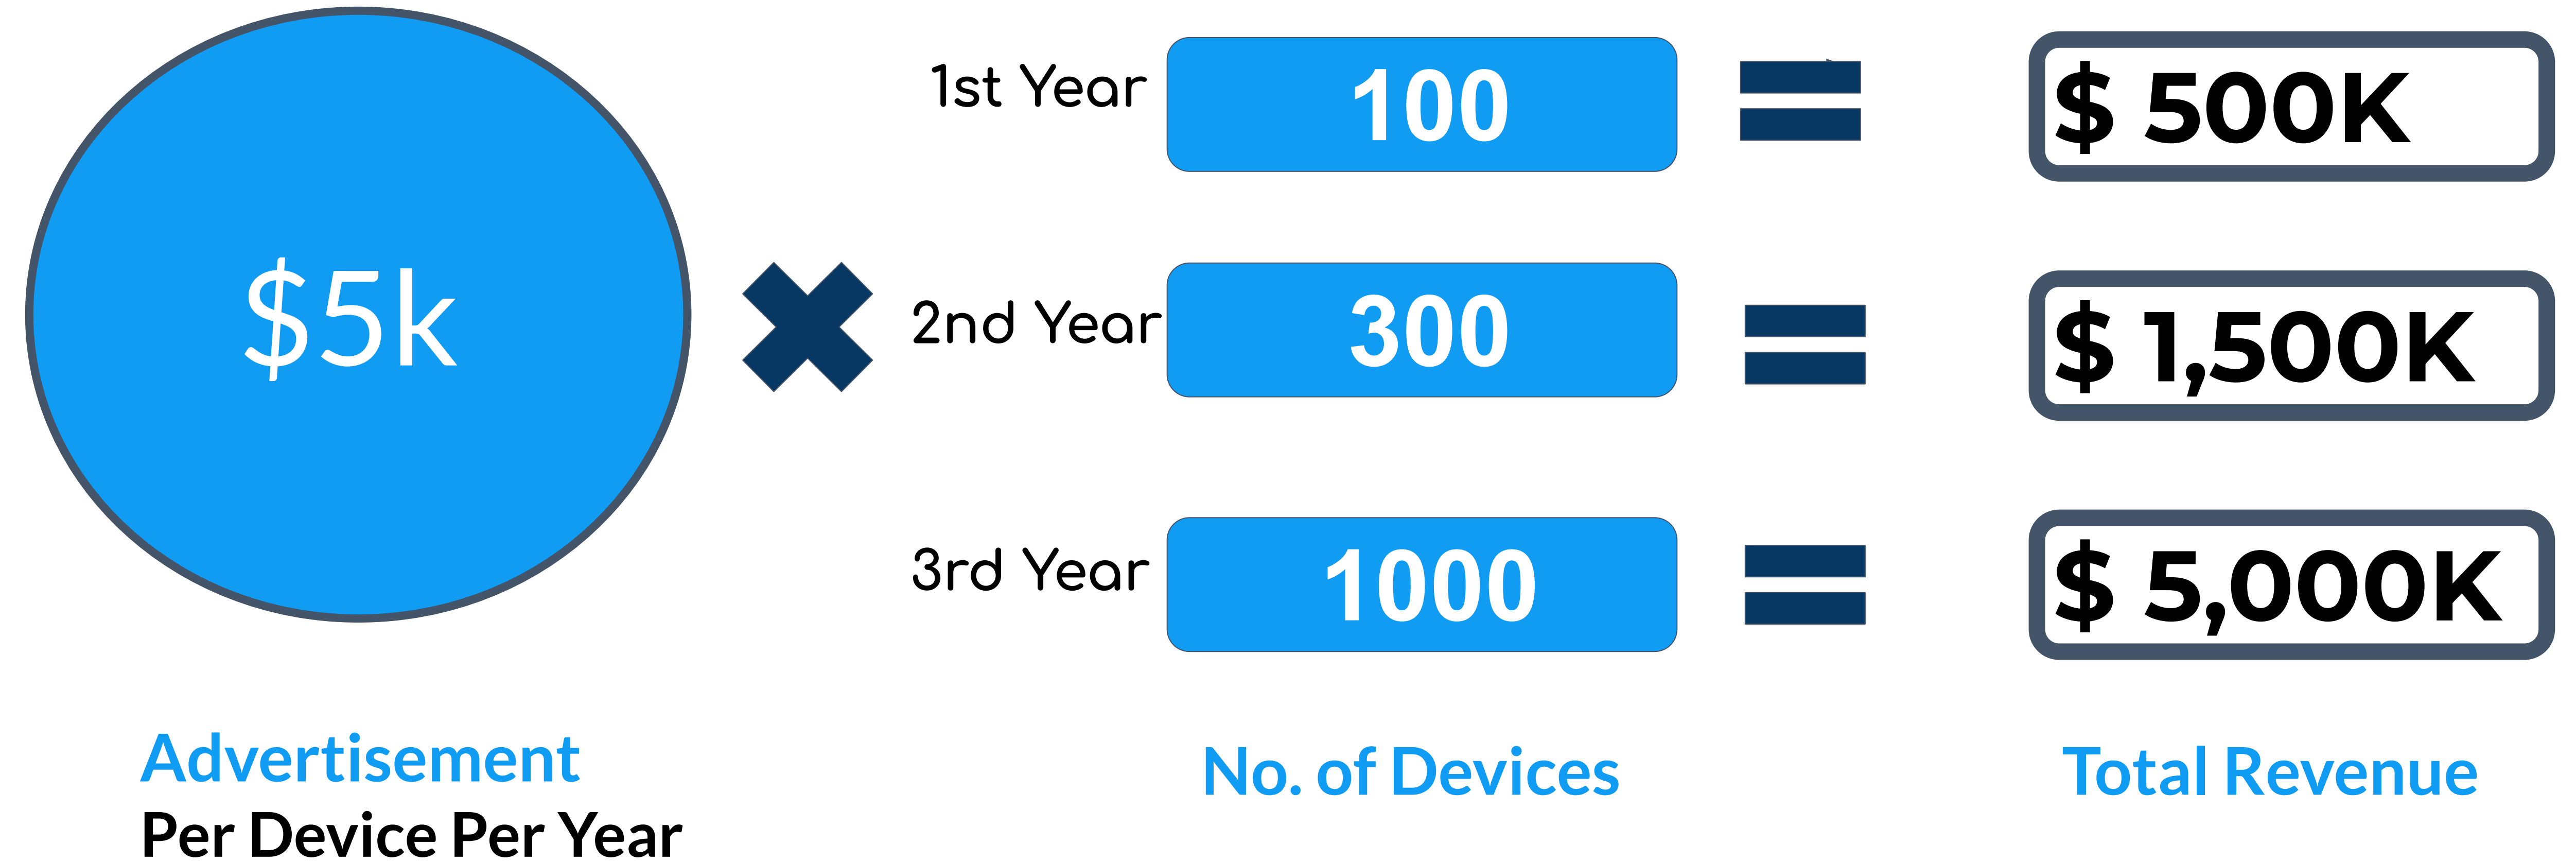 $5k
1st Year 100 $ 500K
2nd Year 300 $ 1,500K
3rd Year 1000 $ 5,000K
Advertisement
Per Device Per Year
No. of Devices
Total Revenue